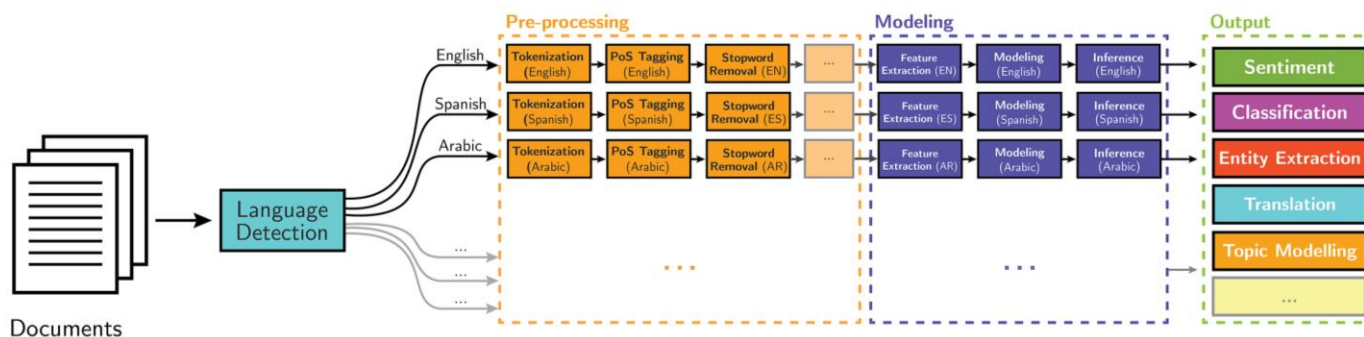 Pre-processing
Modeling
Output
English
Tokenization
(English)
PoS Tagging
(English)
Stopword
Removal (EN)
...
Feature
Extraction (EN)
Modeling
(English)
Inference
(English)
Sentiment
Spanish
Tokenization
(Spanish)
PoS Tagging
(Spanish)
Stopword
Removal (ES)
...
Feature
Extraction (ES)
Modeling
(Spanish)
Inference
(Spanish)
Classification
Arabic
Tokenization
(Arabic)
PoS Tagging
(Arabic)
Stopword
Removal (AR)
...
Feature
Extraction (AR)
Modeling
(Arabic)
Inference
(Arabic)
Entity Extraction
Language
Detection
Translation
...
...
...
...
...
Topic Modelling
...
Documents